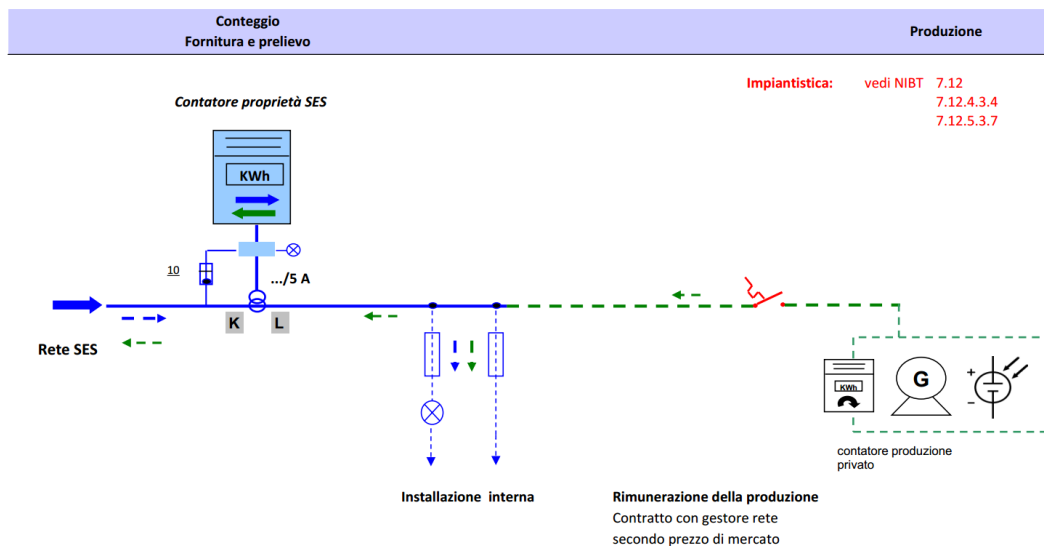 Conteggio
Fornitura e prelievo
Produzione
Impiantistica: vedi NIBT 7.12
7.12.4.3.4
7.12.5.3.7
Contatore proprietà SES
KWh
10
.../5 A
K L
Rete SES
KWh
G
+
−
contatore produzione
privato
Installazione interna
Rimunerazione della produzione
Contratto con gestore rete
secondo prezzo di mercato